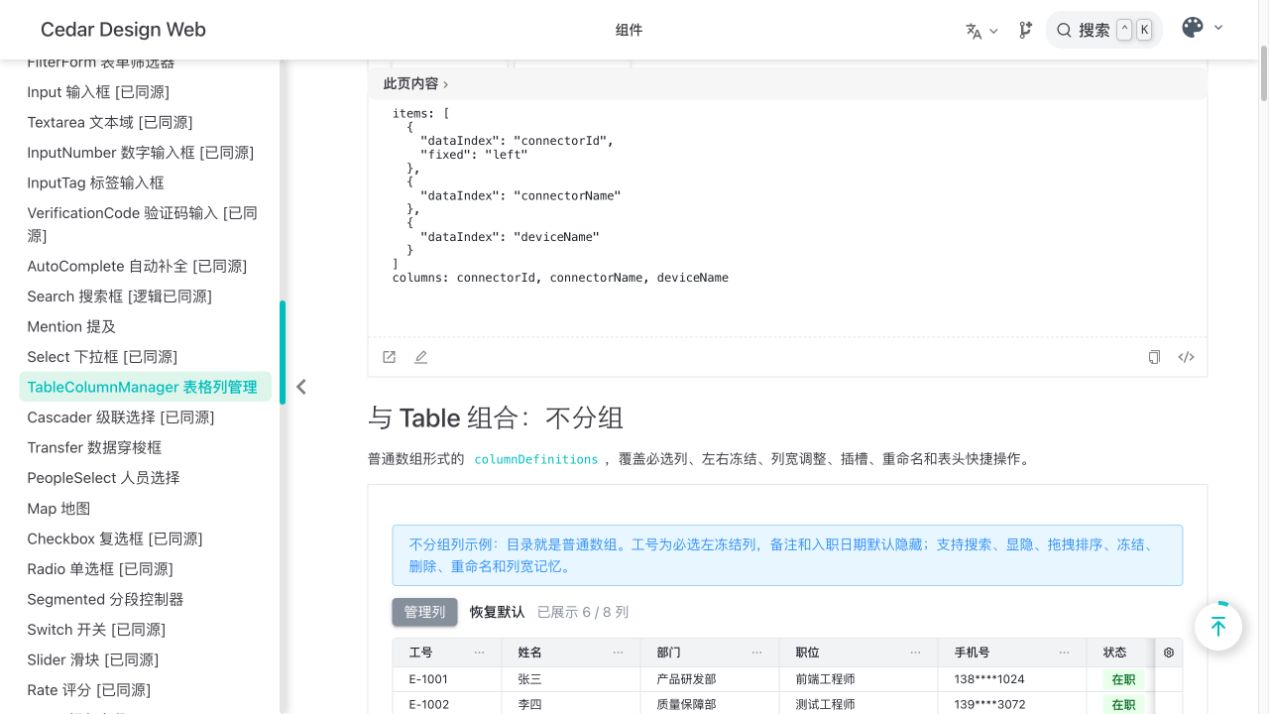 Cedar Design Web
组件
搜索 ^ K
FilterForm 表单筛选器
Input 输入框 [已同源]
Textarea 文本域 [已同源]
InputNumber 数字输入框 [已同源]
InputTag 标签输入框
VerificationCode 验证码输入 [已同
源]
AutoComplete 自动补全 [已同源]
Search 搜索框 [逻辑已同源]
Mention 提及
Select 下拉框 [已同源]
TableColumnManager 表格列管理
Cascader 级联选择 [已同源]
Transfer 数据穿梭框
PeopleSelect 人员选择
Map 地图
Checkbox 复选框 [已同源]
Radio 单选框 [已同源]
Segmented 分段控制器
Switch 开关 [已同源]
Slider 滑块 [已同源]
Rate 评分 [已同源]
此页内容 ›
items: [
  {
    "dataIndex": "connectorId",
    "fixed": "left"
  },
  {
    "dataIndex": "connectorName"
  },
  {
    "dataIndex": "deviceName"
  }
]
columns: connectorId, connectorName, deviceName
与 Table 组合：不分组
普通数组形式的 columnDefinitions ，覆盖必选列、左右冻结、列宽调整、插槽、重命名和表头快捷操作。
不分组列示例：目录就是普通数组。工号为必选左冻结列，备注和入职日期默认隐藏；支持搜索、显隐、拖拽排序、冻结、
删除、重命名和列宽记忆。
管理列 恢复默认 已展示 6 / 8 列
工号 ··· 姓名 ··· 部门 ··· 职位 ··· 手机号 ··· 状态
E-1001 张三 产品研发部 前端工程师 138****1024 在职
E-1002 李四 质量保障部 测试工程师 139****3072 在职